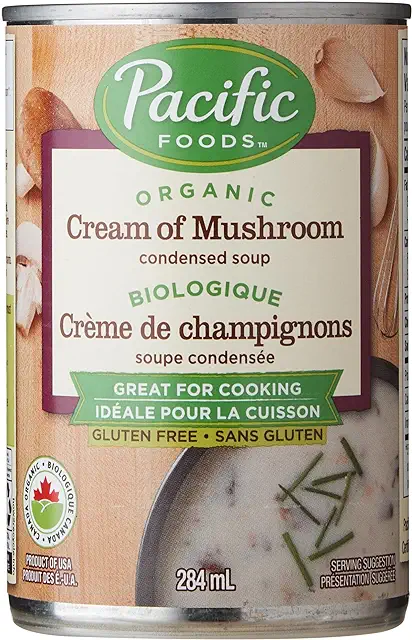 Pacific
FOODS™
ORGANIC
Cream of Mushroom
condensed soup
BIOLOGIQUE
Crème de champignons
soupe condensée
GREAT FOR COOKING
IDÉALE POUR LA CUISSON
GLUTEN FREE • SANS GLUTEN
CANADA ORGANIC • BIOLOGIQUE CANADA
PRODUCT OF USA
PRODUIT DES É.-U.A.
284 mL
SERVING SUGGESTION
PRÉSENTATION SUGGÉRÉE